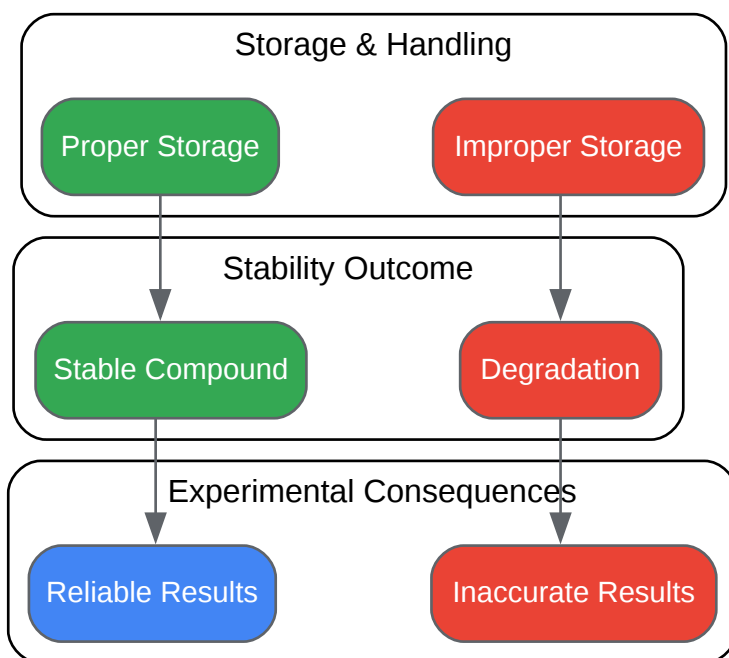 Storage & Handling
Proper Storage
Improper Storage
Stability Outcome
Stable Compound
Degradation
Experimental Consequences
Reliable Results
Inaccurate Results